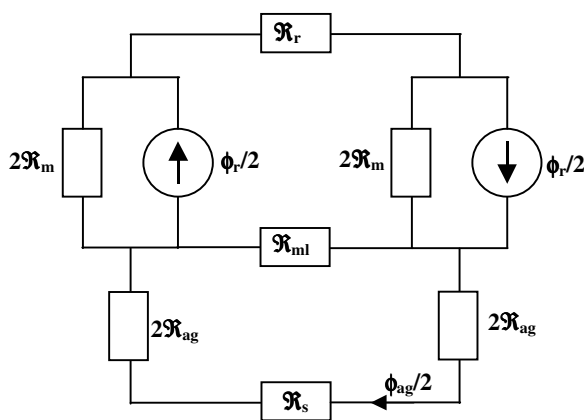 ℜr
2ℜm
ϕr/2
2ℜm
ϕr/2
ℜml
2ℜag
2ℜag
ϕag/2
ℜs